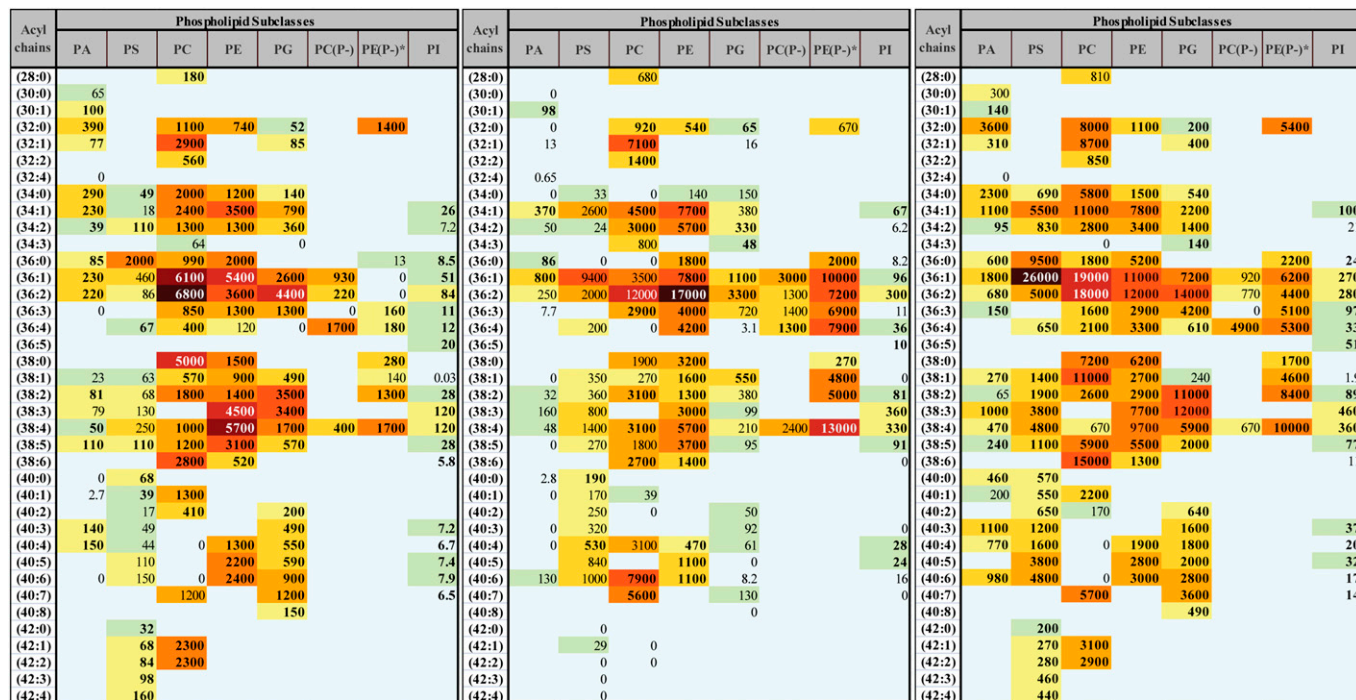 Acyl chains Phospholipid Subclasses
PA PS PC PE PG PC(P-) PE(P-)* PI
(28:0) 180
(30:0) 65
(30:1) 100
(32:0) 390 1100 740 52 1400
(32:1) 77 2900 85
(32:2) 560
(32:4) 0
(34:0) 290 49 2000 1200 140
(34:1) 230 18 2400 3500 790 26
(34:2) 39 110 1300 1300 360 7.2
(34:3) 64 0
(36:0) 85 2000 990 2000 13 8.5
(36:1) 230 460 6100 5400 2600 930 0 51
(36:2) 220 86 6800 3600 4400 220 0 84
(36:3) 0 850 1300 1300 0 160 11
(36:4) 67 400 120 0 1700 180 12
(36:5) 20
(38:0) 5000 1500 280
(38:1) 23 63 570 900 490 140 0.03
(38:2) 81 68 1800 1400 3500 1300 28
(38:3) 79 130 4500 3400 120
(38:4) 50 250 1000 5700 1700 400 1700 120
(38:5) 110 110 1200 3100 570 28
(38:6) 2800 520 5.8
(40:0) 0 68
(40:1) 2.7 39 1300
(40:2) 17 410 200
(40:3) 140 49 490 7.2
(40:4) 150 44 0 1300 550 6.7
(40:5) 110 2200 590 7.4
(40:6) 0 150 0 2400 900 7.9
(40:7) 1200 1200 6.5
(40:8) 150
(42:0) 32
(42:1) 68 2300
(42:2) 84 2300
(42:3) 98
(42:4) 160
Acyl chains Phospholipid Subclasses
PA PS PC PE PG PC(P-) PE(P-)* PI
(28:0) 680
(30:0) 0
(30:1) 98
(32:0) 0 920 540 65 670
(32:1) 13 7100 16
(32:2) 1400
(32:4) 0.65
(34:0) 0 33 0 140 150
(34:1) 370 2600 4500 7700 380 67
(34:2) 50 24 3000 5700 330 6.2
(34:3) 800 48
(36:0) 86 0 0 1800 2000 8.2
(36:1) 800 9400 3500 7800 1100 3000 10000 96
(36:2) 250 2000 12000 17000 3300 1300 7200 300
(36:3) 7.7 2900 4000 720 1400 6900 11
(36:4) 200 0 4200 3.1 1300 7900 36
(36:5) 10
(38:0) 1900 3200 270
(38:1) 0 350 270 1600 550 4800 0
(38:2) 32 360 3100 1300 380 5000 81
(38:3) 160 800 3000 99 360
(38:4) 48 1400 3100 5700 210 2400 13000 330
(38:5) 0 270 1800 3700 95 91
(38:6) 2700 1400 0
(40:0) 2.8 190
(40:1) 0 170 39
(40:2) 250 0 50
(40:3) 0 320 92 0
(40:4) 0 530 3100 470 61 28
(40:5) 840 1100 0 24
(40:6) 130 1000 7900 1100 8.2 16
(40:7) 5600 130 0
(40:8) 0
(42:0) 0
(42:1) 29 0
(42:2) 0 0
(42:3) 0
(42:4) 0
Acyl chains Phospholipid Subclasses
PA PS PC PE PG PC(P-) PE(P-)* PI
(28:0) 810
(30:0) 300
(30:1) 140
(32:0) 3600 8000 1100 200 5400
(32:1) 310 8700 400
(32:2) 850
(32:4) 0
(34:0) 2300 690 5800 1500 540
(34:1) 1100 5500 11000 7800 2200 100
(34:2) 95 830 2800 3400 1400 2.
(34:3) 0 140
(36:0) 600 9500 1800 5200 2200 24
(36:1) 1800 26000 19000 11000 7200 920 6200 270
(36:2) 680 5000 18000 12000 14000 770 4400 280
(36:3) 150 1600 2900 4200 0 5100 97
(36:4) 650 2100 3300 610 4900 5300 33
(36:5) 51
(38:0) 7200 6200 1700
(38:1) 270 1400 11000 2700 240 4600 1.9
(38:2) 65 1900 2600 2900 11000 8400 89
(38:3) 1000 3800 7700 12000 460
(38:4) 470 4800 670 9700 5900 670 10000 360
(38:5) 240 1100 5900 5500 2000 77
(38:6) 15000 1300 1.
(40:0) 460 570
(40:1) 200 550 2200
(40:2) 650 170 640
(40:3) 1100 1200 1600 37
(40:4) 770 1600 0 1900 1800 20
(40:5) 3800 2800 2000 32
(40:6) 980 4800 0 3000 2800 17
(40:7) 5700 3600 14
(40:8) 490
(42:0) 200
(42:1) 270 3100
(42:2) 280 2900
(42:3) 460
(42:4) 440